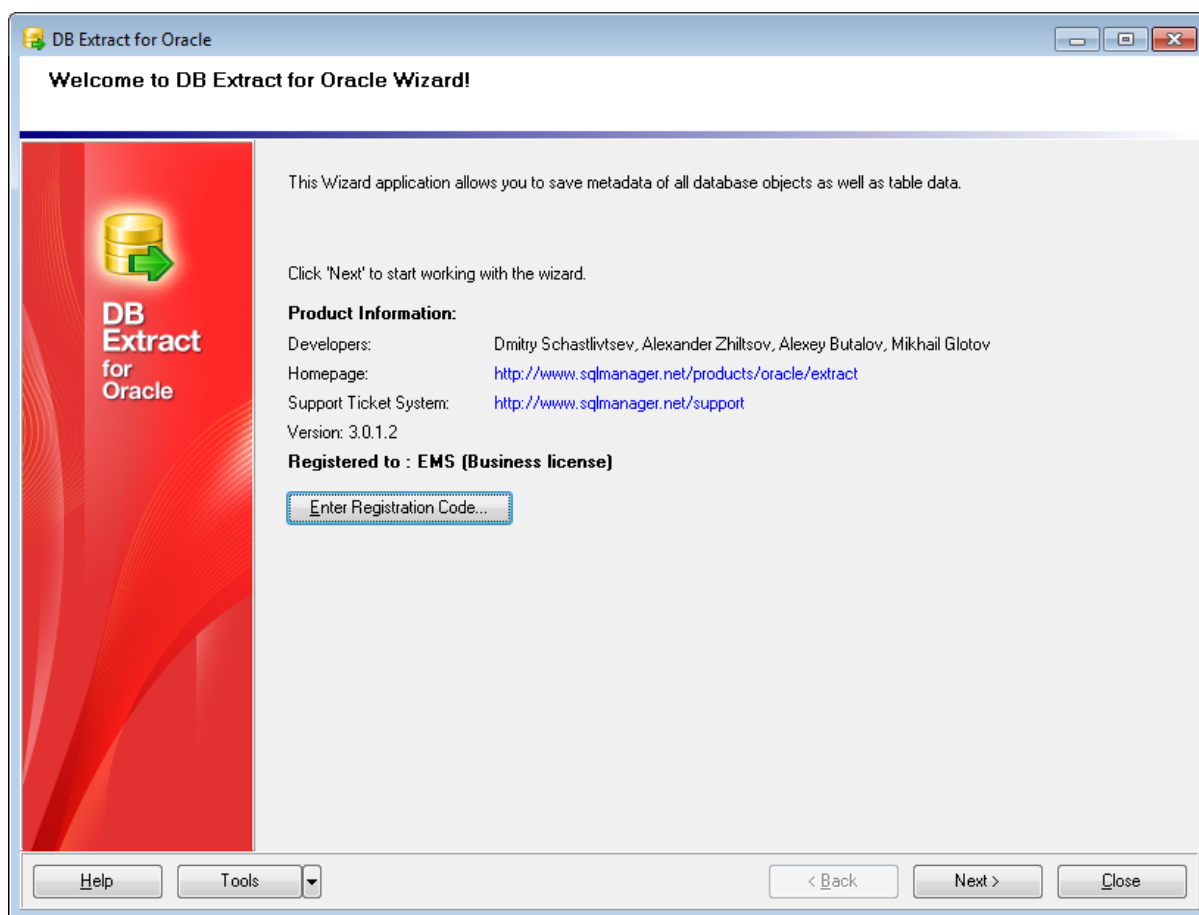 DB Extract for Oracle
Welcome to DB Extract for Oracle Wizard!
DB
Extract
for
Oracle
This Wizard application allows you to save metadata of all database objects as well as table data.
Click 'Next' to start working with the wizard.
Product Information:
Developers: Dmitry Schastlivtsev, Alexander Zhiltsov, Alexey Butalov, Mikhail Glotov
Homepage: http://www.sqlmanager.net/products/oracle/extract
Support Ticket System: http://www.sqlmanager.net/support
Version: 3.0.1.2
Registered to : EMS (Business license)
Enter Registration Code...
Help Tools < Back Next > Close